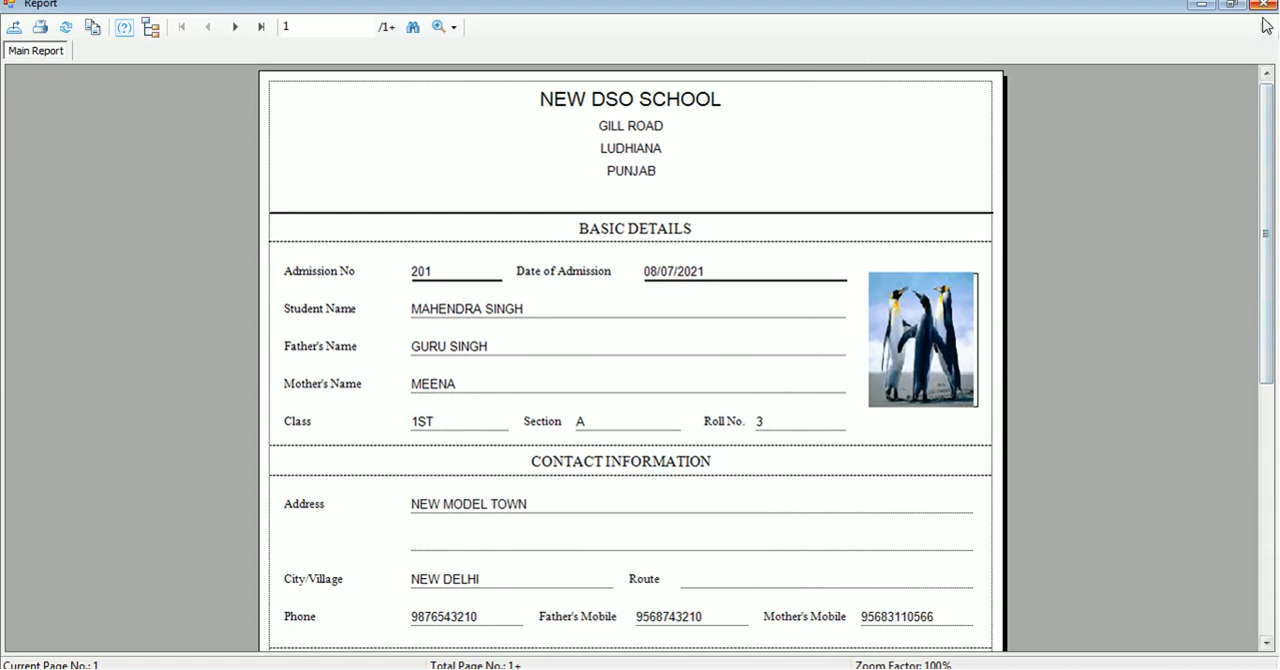 Report
1 /1+
Main Report
NEW DSO SCHOOL
GILL ROAD
LUDHIANA
PUNJAB
BASIC DETAILS
Admission No 201 Date of Admission 08/07/2021
Student Name MAHENDRA SINGH
Father's Name GURU SINGH
Mother's Name MEENA
Class 1ST Section A Roll No. 3
CONTACT INFORMATION
Address NEW MODEL TOWN
City/Village NEW DELHI Route
Phone 9876543210 Father's Mobile 9568743210 Mother's Mobile 95683110566
Current Page No.: 1 Total Page No.: 1+ Zoom Factor: 100%